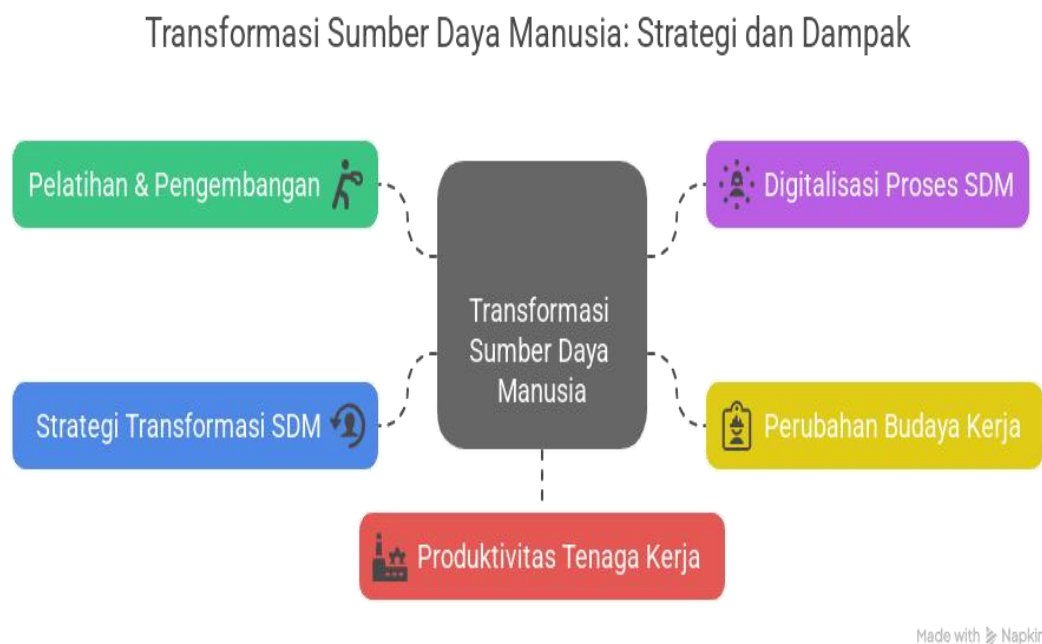 Transformasi Sumber Daya Manusia: Strategi dan Dampak
Pelatihan & Pengembangan
Digitalisasi Proses SDM
Transformasi
Sumber Daya
Manusia
Strategi Transformasi SDM
Perubahan Budaya Kerja
Produktivitas Tenaga Kerja
Made with Napkin